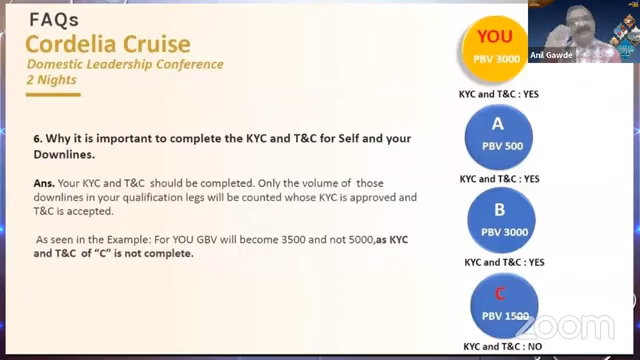 FAQs
Cordelia Cruise
Domestic Leadership Conference
2 Nights
6. Why it is important to complete the KYC and T&C for Self and your
Downlines.
Ans. Your KYC and T&C should be completed. Only the volume of those
downlines in your qualification legs will be counted whose KYC is approved and
T&C is accepted.
As seen in the Example: For YOU GBV will become 3500 and not 5000,as KYC
and T&C of “C” is not complete.
YOU
PBV 3000
KYC and T&C : YES
A
PBV 500
KYC and T&C : YES
B
PBV 3000
KYC and T&C : YES
C
PBV 1500
KYC and T&C : NO
Anil Gawde
zoom